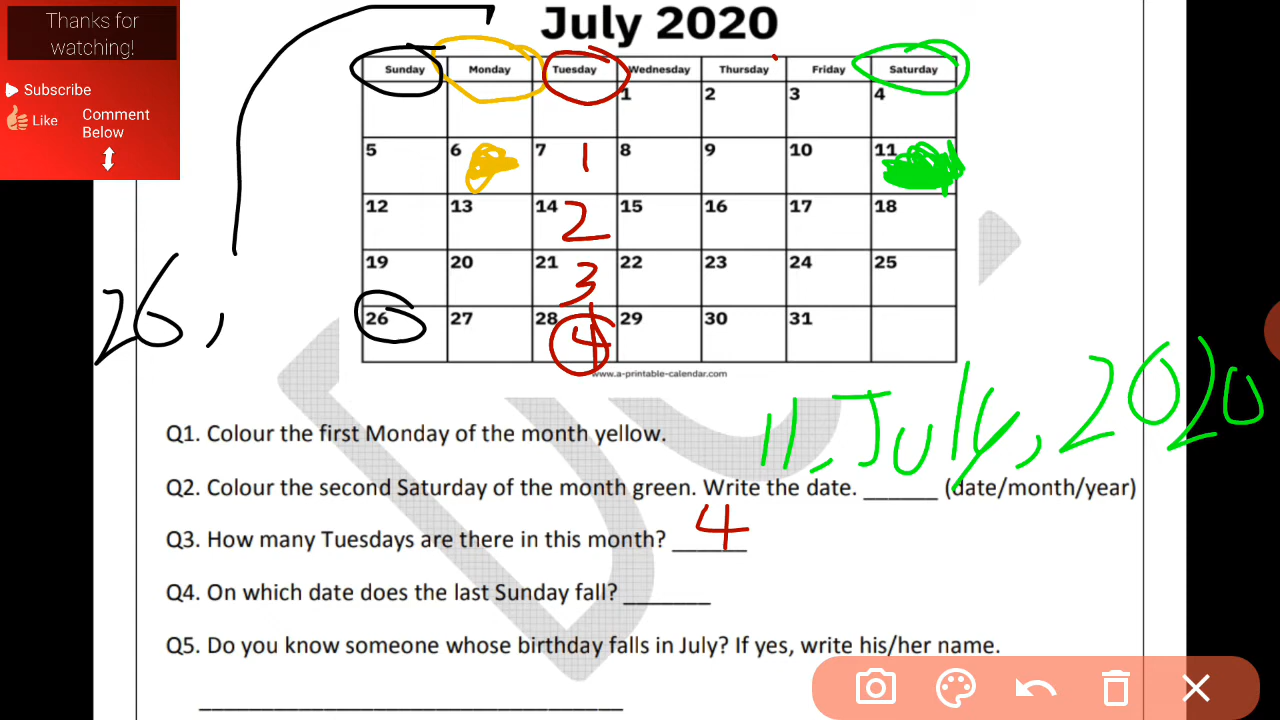 Thanks for
watching!
Subscribe
Like
Comment
Below
July 2020
Sunday Monday Tuesday Wednesday Thursday Friday Saturday
1 2 3 4
5 6 7 1 8 9 10 11
12 13 14 2 15 16 17 18
19 20 21 3 22 23 24 25
26 27 28 4 29 30 31
26,
www.a-printable-calendar.com
11, July, 2020
Q1. Colour the first Monday of the month yellow.
Q2. Colour the second Saturday of the month green. Write the date. ______ (date/month/year)
Q3. How many Tuesdays are there in this month? 4
Q4. On which date does the last Sunday fall? _______
Q5. Do you know someone whose birthday falls in July? If yes, write his/her name.